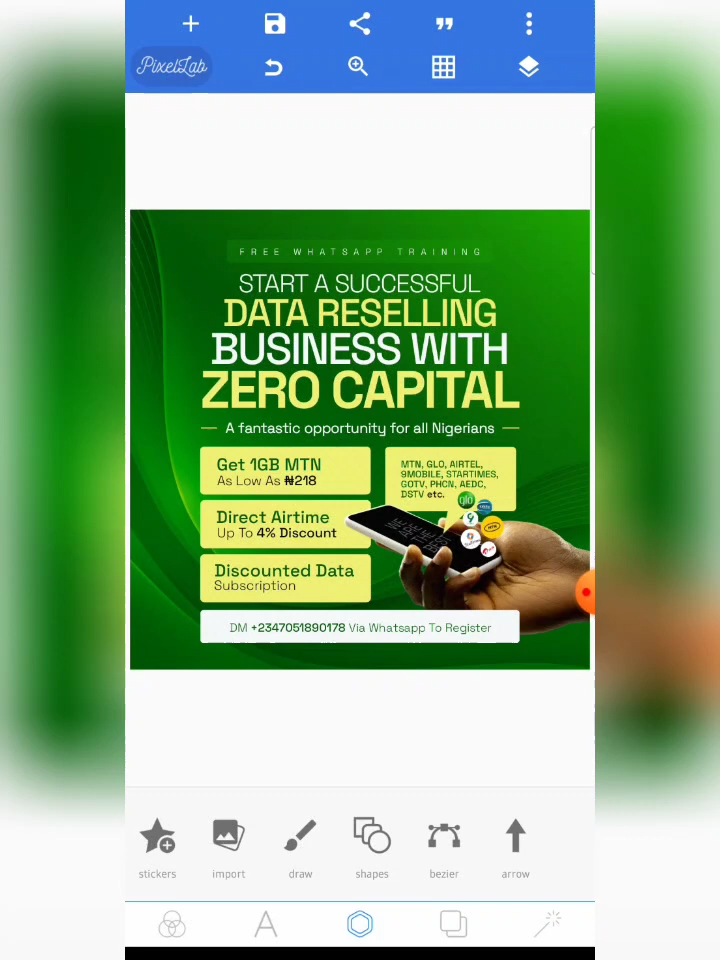 PixelLab
FREE WHATSAPP TRAINING
START A SUCCESSFUL
DATA RESELLING
BUSINESS WITH
ZERO CAPITAL
A fantastic opportunity for all Nigerians
Get 1GB MTN
As Low As ₦218
MTN, GLO, AIRTEL,
9MOBILE, STARTIMES,
GOTV, PHCN, AEDC,
DSTV etc.
glo
MTN
Direct Airtime
Up To 4% Discount
Discounted Data
Subscription
DM +2347051890178 Via Whatsapp To Register
stickers
import
draw
shapes
bezier
arrow